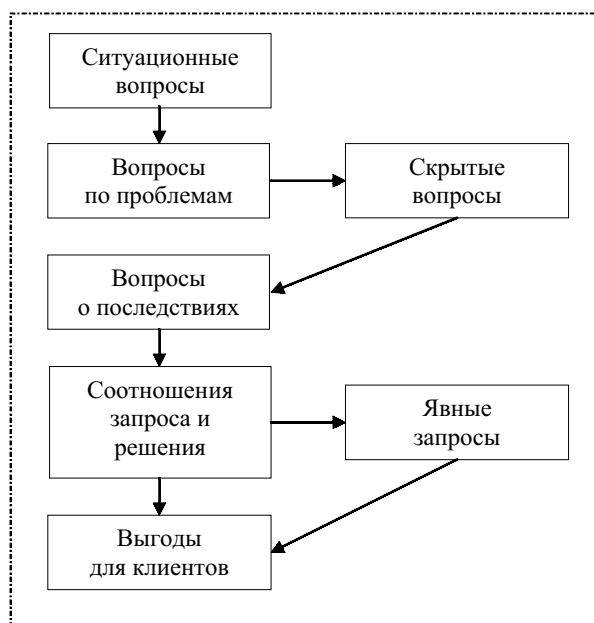 Ситуационные
вопросы
Вопросы
по проблемам
Скрытые
вопросы
Вопросы
о последствиях
Соотношения
запроса и
решения
Явные
запросы
Выгоды
для клиентов